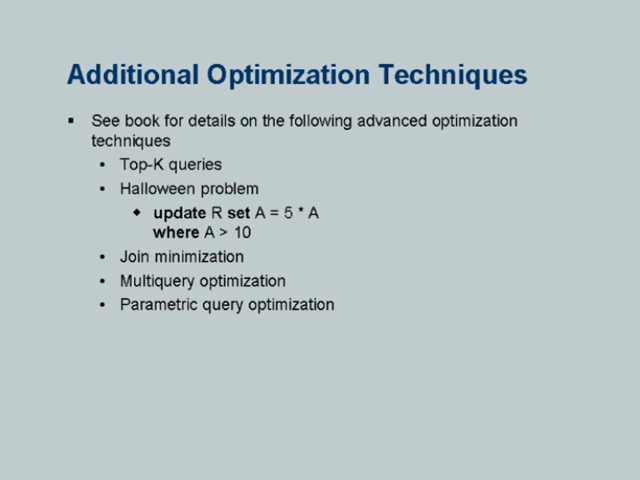 Additional Optimization Techniques
▪ See book for details on the following advanced optimization
techniques
• Top-K queries
• Halloween problem
◆ update R set A = 5 * A
where A > 10
• Join minimization
• Multiquery optimization
• Parametric query optimization